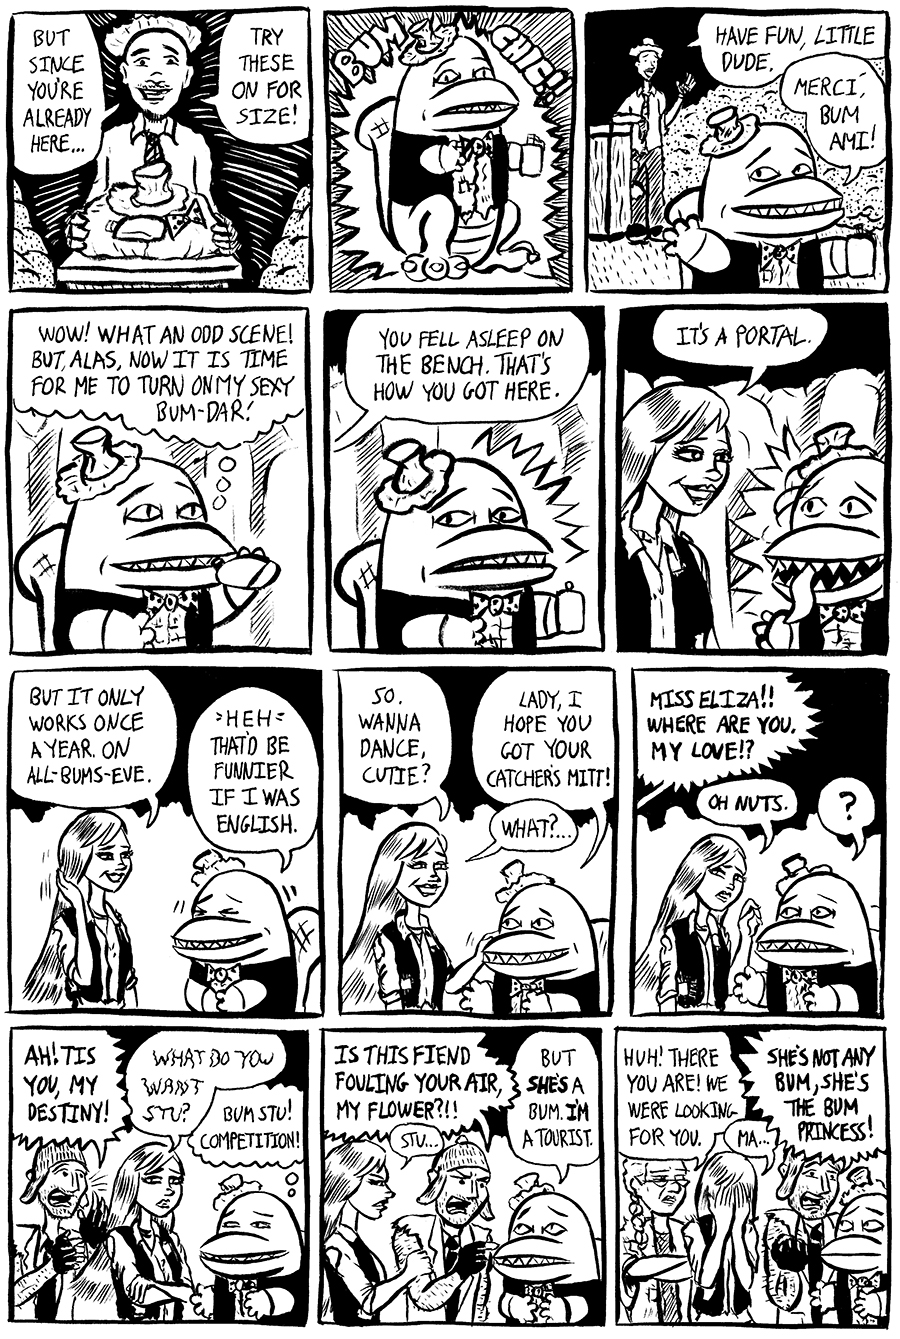 BUT
SINCE
YOU'RE
ALREADY
HERE...
TRY
THESE
ON FOR
SIZE!
BUM
CHIC!!
HAVE FUN, LITTLE
DUDE.
MERCÍ,
BUM
AMI!
WOW! WHAT AN ODD SCENE!
BUT, ALAS, NOW IT IS TIME
FOR ME TO TURN ON MY SEXY
BUM-DAR!
YOU FELL ASLEEP ON
THE BENCH. THAT'S
HOW YOU GOT HERE.
IT'S A PORTAL.
BUT IT ONLY
WORKS ONCE
A YEAR. ON
ALL-BUMS-EVE.
>HEH<
THAT'D BE
FUNNIER
IF I WAS
ENGLISH.
SO.
WANNA
DANCE,
CUTIE?
LADY, I
HOPE YOU
GOT YOUR
CATCHER'S MITT!
WHAT?...
MISS ELIZA!!
WHERE ARE YOU,
MY LOVE!?
OH NUTS.
?
AH! 'TIS
YOU, MY
DESTINY!
WHAT DO YOU
WANT
STU?
BUM STU!
COMPETITION!
IS THIS FIEND
FOULING YOUR AIR,
MY FLOWER?!!
STU...
BUT
SHE'S A
BUM. I'M
A TOURIST.
HUH! THERE
YOU ARE! WE
WERE LOOKING
FOR YOU.
MA...
SHE'S NOT ANY
BUM, SHE'S
THE BUM
PRINCESS!